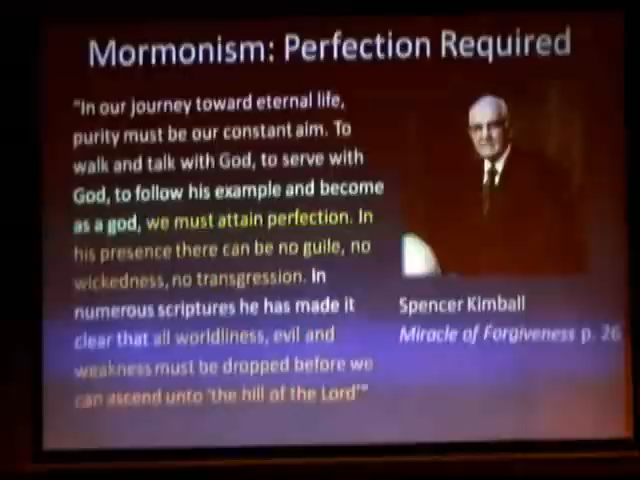 Mormonism: Perfection Required
"In our journey toward eternal life,
purity must be our constant aim. To
walk and talk with God, to serve with
God, to follow his example and become
as a god, we must attain perfection. In
his presence there can be no guile, no
wickedness, no transgression. In
numerous scriptures he has made it
clear that all worldliness, evil and
weakness must be dropped before we
can ascend unto 'the hill of the Lord'"
Spencer Kimball
Miracle of Forgiveness p. 26